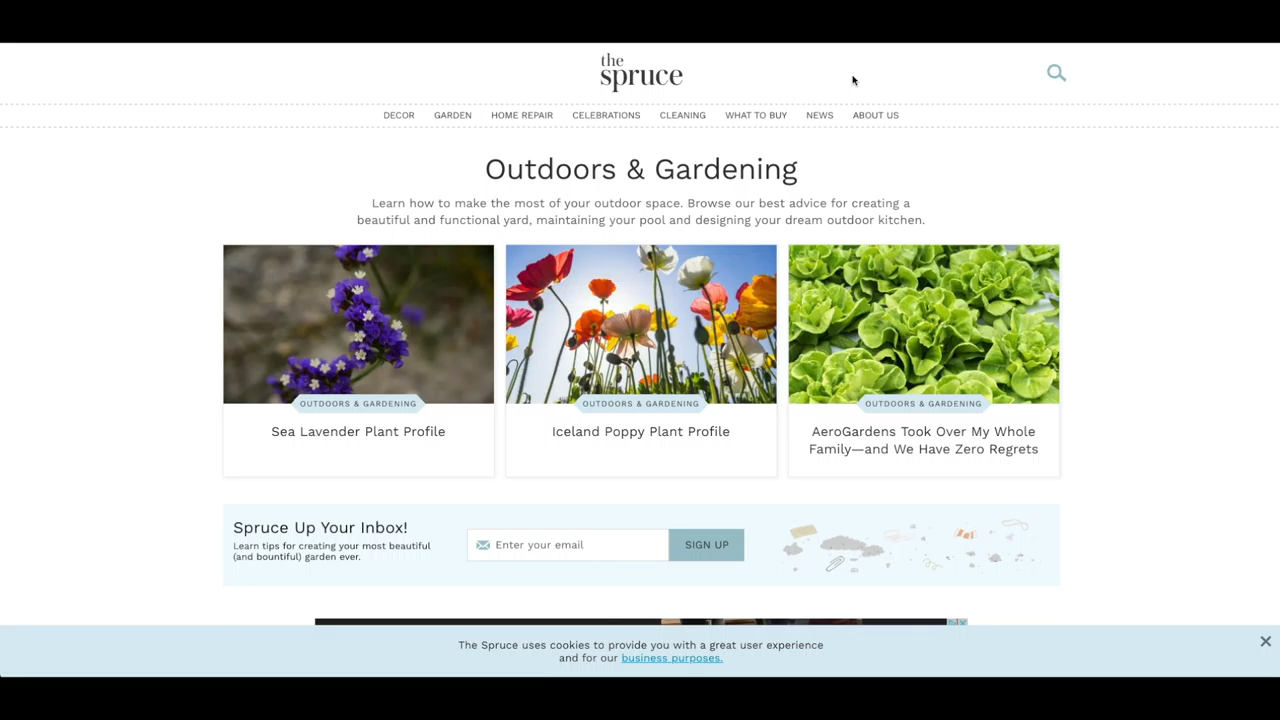 the
spruce
DECOR GARDEN HOME REPAIR CELEBRATIONS CLEANING WHAT TO BUY NEWS ABOUT US
Outdoors & Gardening
Learn how to make the most of your outdoor space. Browse our best advice for creating a
beautiful and functional yard, maintaining your pool and designing your dream outdoor kitchen.
OUTDOORS & GARDENING
Sea Lavender Plant Profile
OUTDOORS & GARDENING
Iceland Poppy Plant Profile
OUTDOORS & GARDENING
AeroGardens Took Over My Whole
Family—and We Have Zero Regrets
Spruce Up Your Inbox!
Learn tips for creating your most beautiful
(and bountiful) garden ever.
Enter your email
SIGN UP
The Spruce uses cookies to provide you with a great user experience
and for our business purposes.